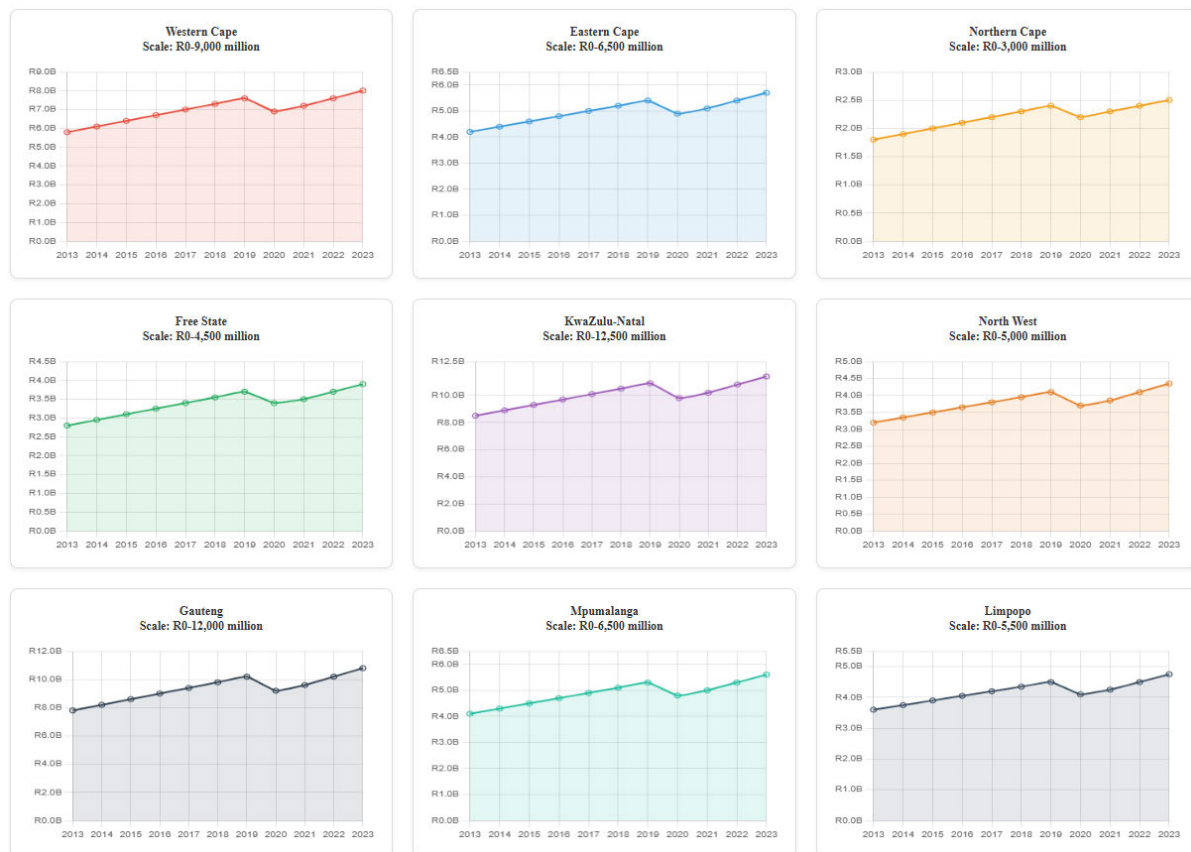 Western Cape
Scale: R0-9,000 million
R9.0B
R8.0B
R7.0B
R6.0B
R5.0B
R4.0B
R3.0B
R2.0B
R1.0B
R0.0B
2013 2014 2015 2016 2017 2018 2019 2020 2021 2022 2023
Eastern Cape
Scale: R0-6,500 million
R6.5B
R6.0B
R5.0B
R4.0B
R3.0B
R2.0B
R1.0B
R0.0B
2013 2014 2015 2016 2017 2018 2019 2020 2021 2022 2023
Northern Cape
Scale: R0-3,000 million
R3.0B
R2.5B
R2.0B
R1.5B
R1.0B
R0.5B
R0.0B
2013 2014 2015 2016 2017 2018 2019 2020 2021 2022 2023
Free State
Scale: R0-4,500 million
R4.5B
R4.0B
R3.5B
R3.0B
R2.5B
R2.0B
R1.5B
R1.0B
R0.5B
R0.0B
2013 2014 2015 2016 2017 2018 2019 2020 2021 2022 2023
KwaZulu-Natal
Scale: R0-12,500 million
R12.5B
R10.0B
R8.0B
R6.0B
R4.0B
R2.0B
R0.0B
2013 2014 2015 2016 2017 2018 2019 2020 2021 2022 2023
North West
Scale: R0-5,000 million
R5.0B
R4.5B
R4.0B
R3.5B
R3.0B
R2.5B
R2.0B
R1.5B
R1.0B
R0.5B
R0.0B
2013 2014 2015 2016 2017 2018 2019 2020 2021 2022 2023
Gauteng
Scale: R0-12,000 million
R12.0B
R10.0B
R8.0B
R6.0B
R4.0B
R2.0B
R0.0B
2013 2014 2015 2016 2017 2018 2019 2020 2021 2022 2023
Mpumalanga
Scale: R0-6,500 million
R6.5B
R6.0B
R5.0B
R4.0B
R3.0B
R2.0B
R1.0B
R0.0B
2013 2014 2015 2016 2017 2018 2019 2020 2021 2022 2023
Limpopo
Scale: R0-5,500 million
R5.5B
R5.0B
R4.0B
R3.0B
R2.0B
R1.0B
R0.0B
2013 2014 2015 2016 2017 2018 2019 2020 2021 2022 2023